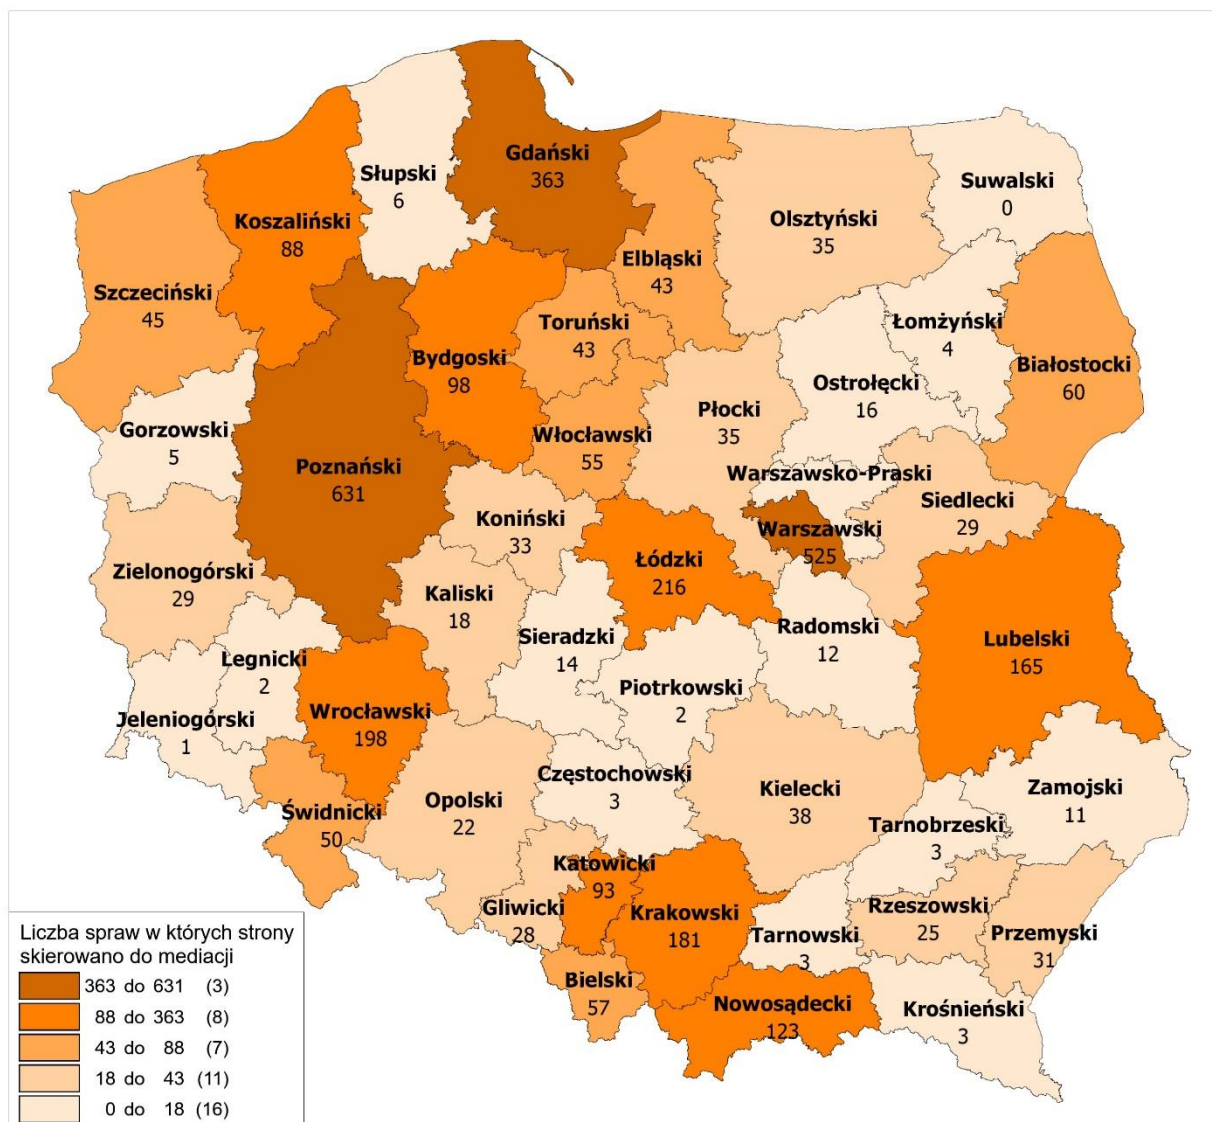 Słupski
6
Gdański
363
Suwalski
0
Koszaliński
88
Olsztyński
35
Elbląski
43
Szczeciński
45
Toruński
43
Łomżyński
4
Bydgoski
98
Białostocki
60
Ostrołęcki
16
Płocki
35
Gorzowski
5
Włocławski
55
Poznański
631
Warszawsko-Praski
Siedlecki
29
Koniński
33
Warszawski
525
Łódzki
216
Zielonogórski
29
Kaliski
18
Sieradzki
14
Radomski
12
Lubelski
165
Legnicki
2
Piotrkowski
2
Wrocławski
198
Jeleniogórski
1
Częstochowski
3
Kielecki
38
Zamojski
11
Opolski
22
Świdnicki
50
Tarnobrzeski
3
Katowicki
93
Gliwicki
28
Krakowski
181
Rzeszowski
25
Tarnowski
3
Przemyski
31
Bielski
57
Nowosądecki
123
Krośnieński
3
Liczba spraw w których strony
skierowano do mediacji
363 do 631 (3)
88 do 363 (8)
43 do 88 (7)
18 do 43 (11)
0 do 18 (16)